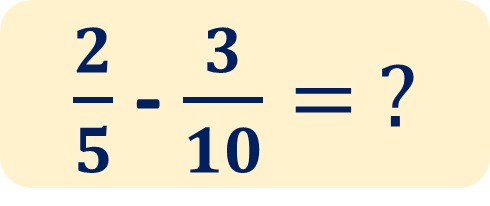 2/5 - 3/10 = ?